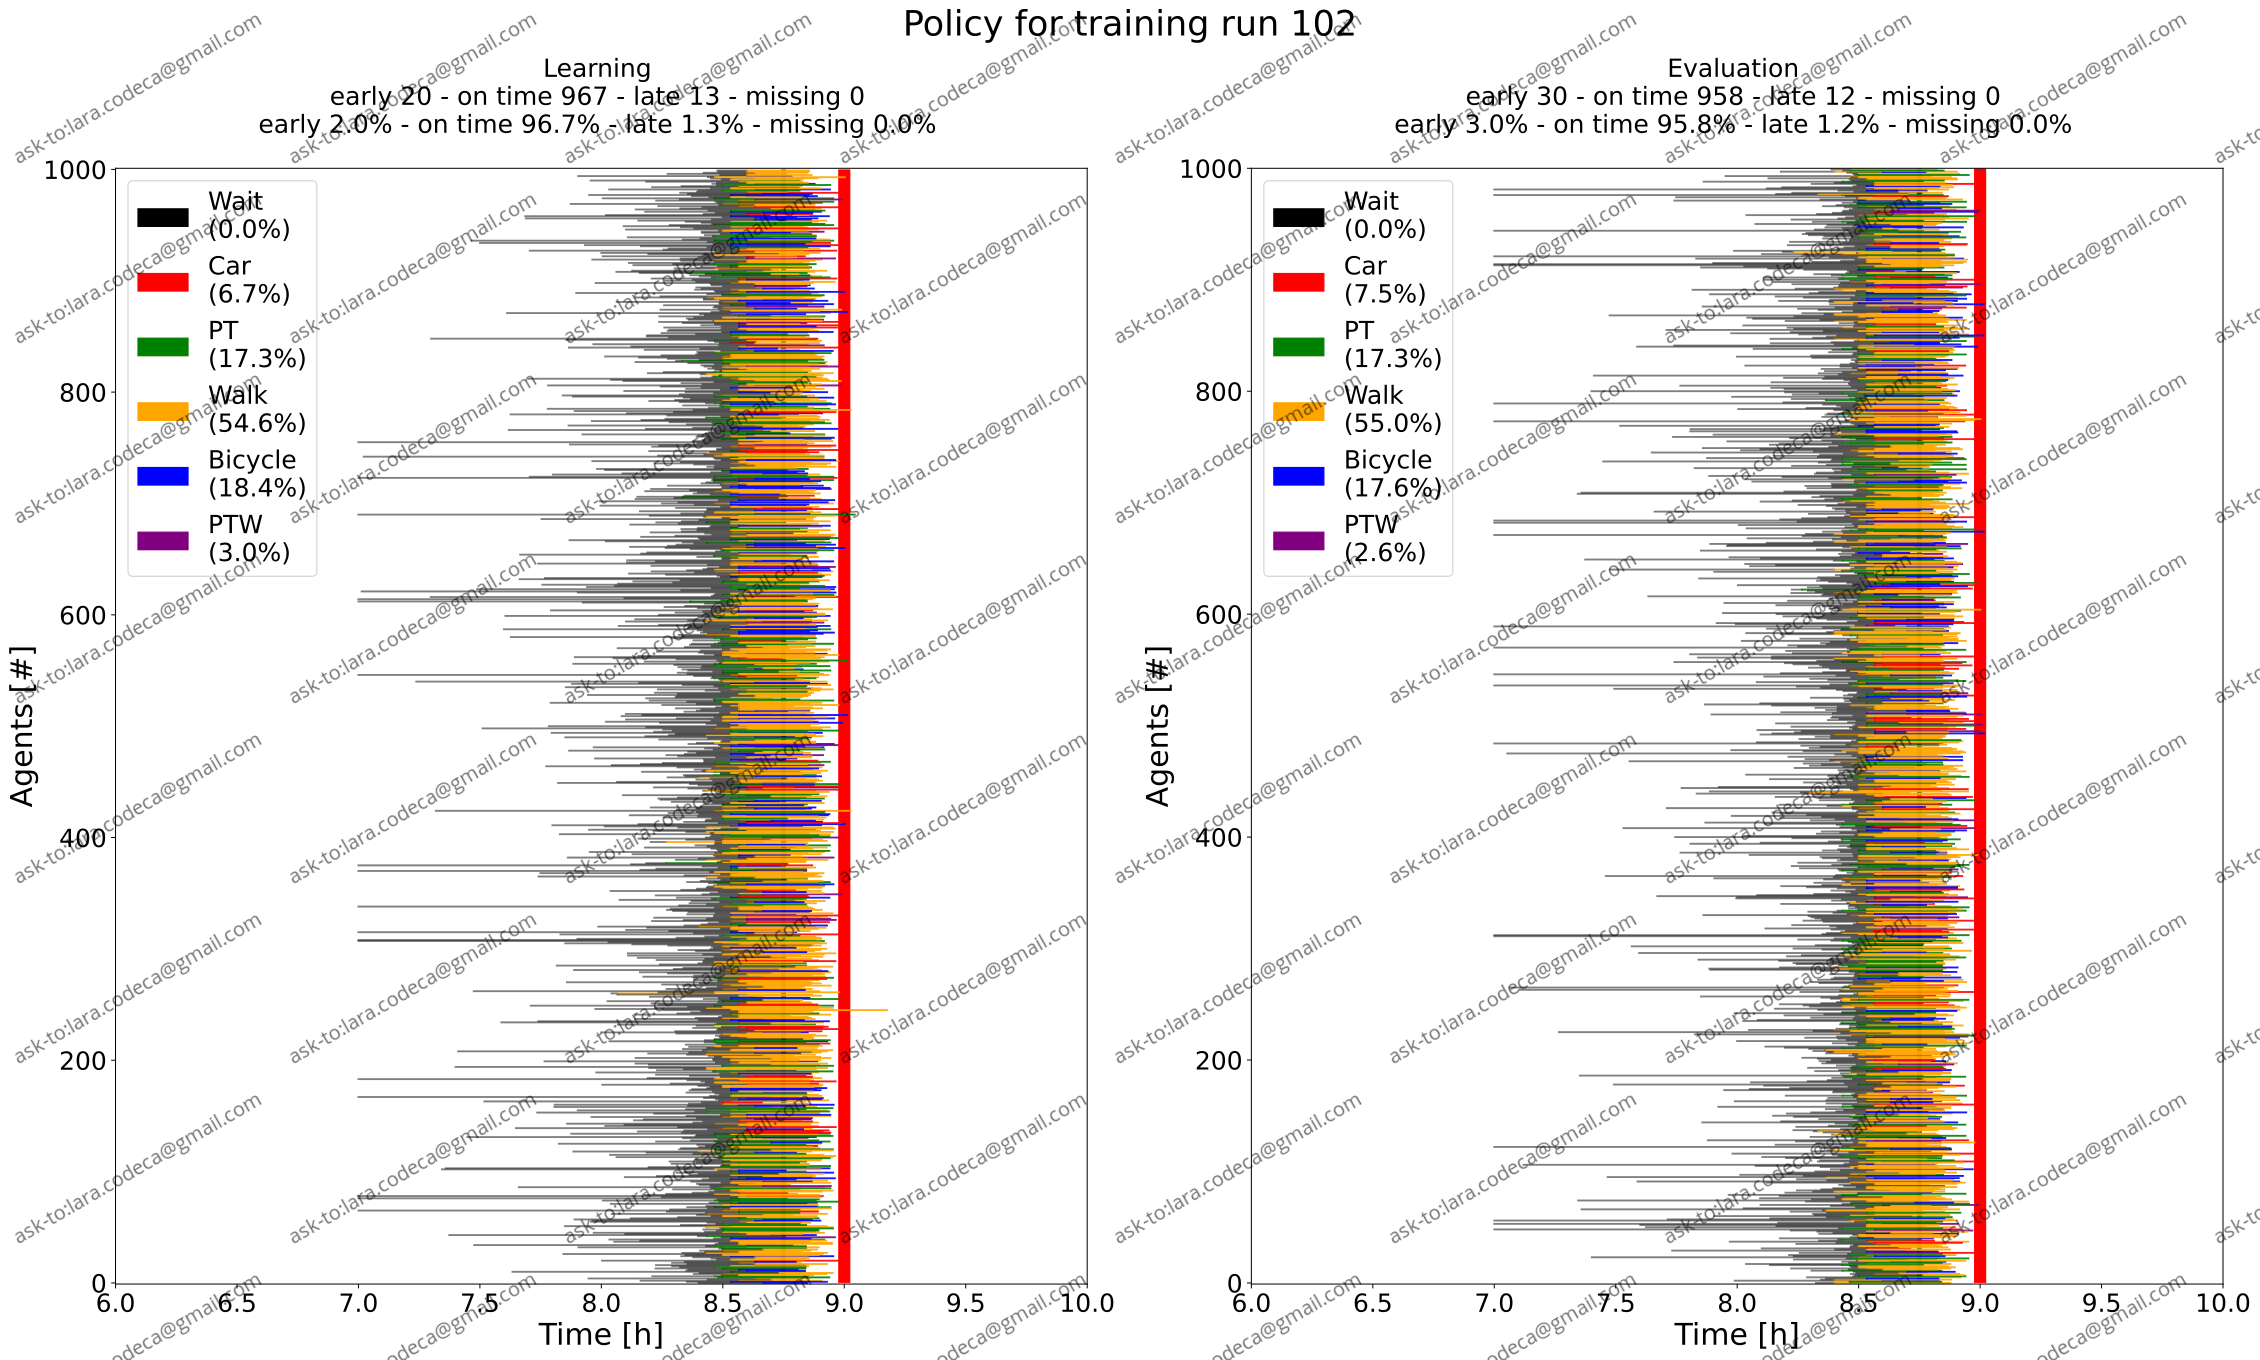 Policy for training run 102
Learning
early 20 - on time 967 - late 13 - missing 0
early 2.0% - on time 96.7% - late 1.3% - missing 0.0%
1000
800
600
400
200
0
Agents [#]
Wait
(0.0%)
Car
(6.7%)
PT
(17.3%)
Walk
(54.6%)
Bicycle
(18.4%)
PTW
(3.0%)
6.0 6.5 7.0 7.5 8.0 8.5 9.0 9.5 10.0
Time [h]
Evaluation
early 30 - on time 958 - late 12 - missing 0
early 3.0% - on time 95.8% - late 1.2% - missing 0.0%
1000
800
600
400
200
0
Agents [#]
Wait
(0.0%)
Car
(7.5%)
PT
(17.3%)
Walk
(55.0%)
Bicycle
(17.6%)
PTW
(2.6%)
6.0 6.5 7.0 7.5 8.0 8.5 9.0 9.5 10.0
Time [h]
ask-to:lara.codeca@gmail.com